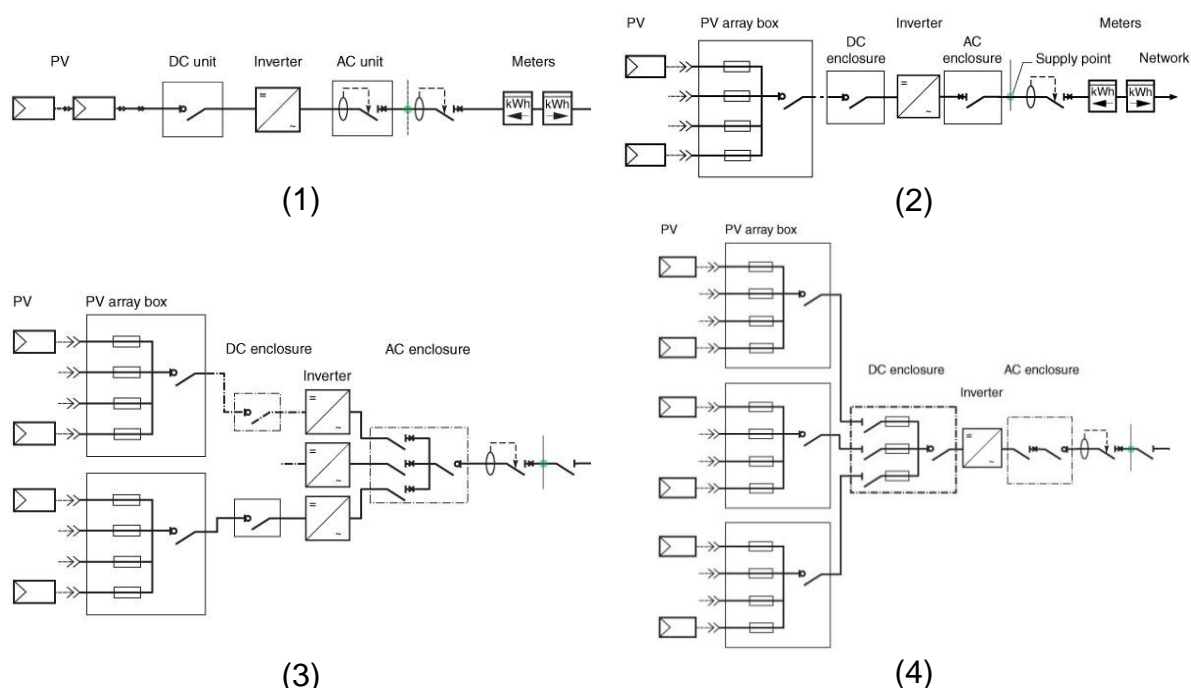 PV
DC unit
Inverter
AC unit
Meters
=
~
kWh
kWh
(1)
PV
PV array box
DC
enclosure
Inverter
AC
enclosure
Supply point
Meters
Network
=
~
kWh
kWh
(2)
PV
PV array box
DC enclosure
Inverter
AC enclosure
=
~
=
~
=
~
(3)
PV
PV array box
DC enclosure
Inverter
AC enclosure
=
~
(4)